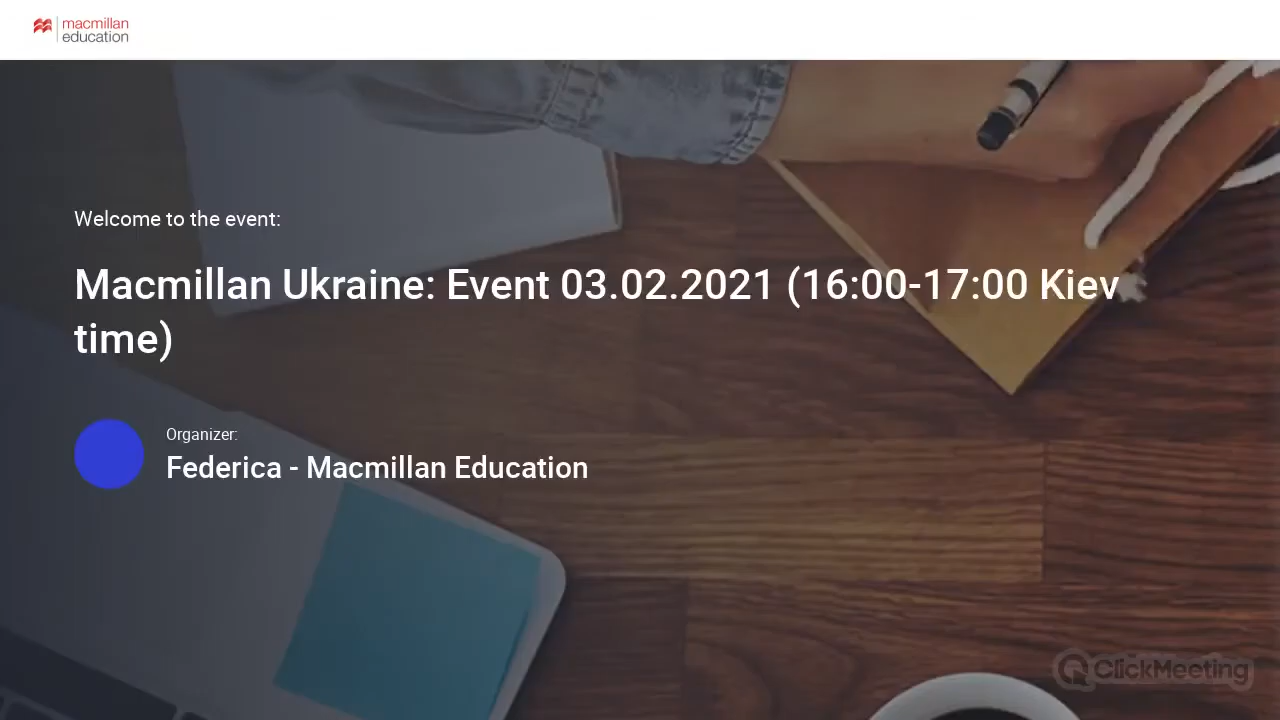 macmillan
education
Welcome to the event:
Macmillan Ukraine: Event 03.02.2021 (16:00-17:00 Kiev
time)
Organizer:
Federica - Macmillan Education
ClickMeeting